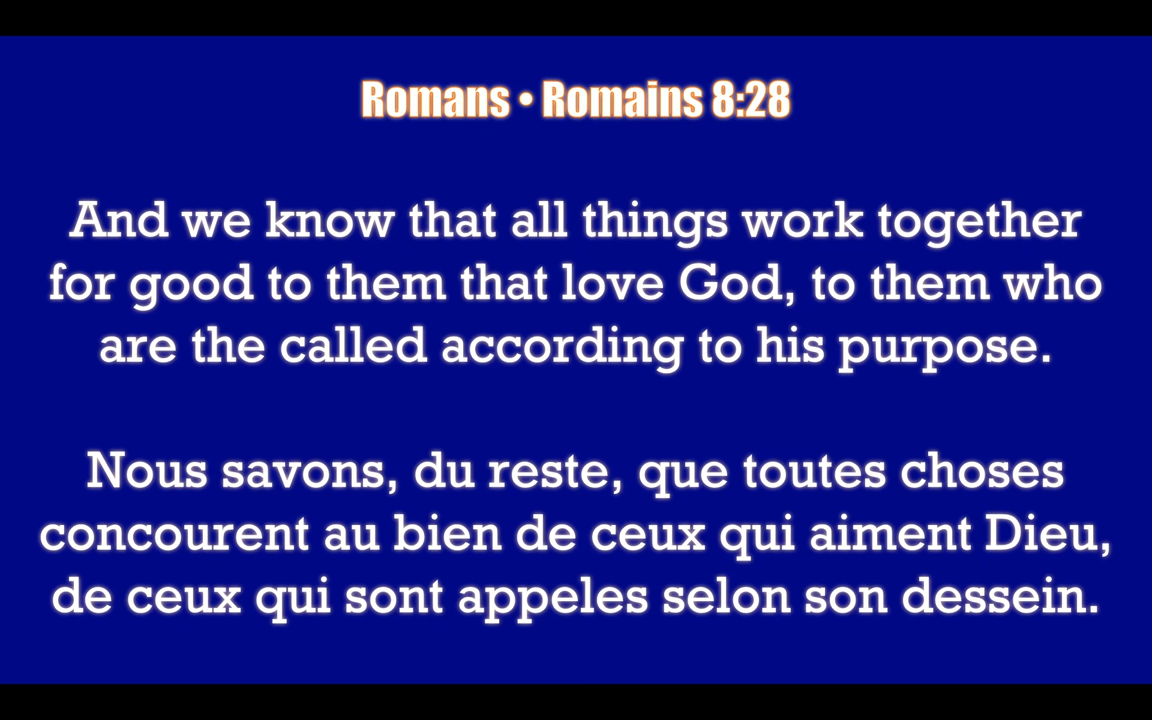 Romans • Romains 8:28
And we know that all things work together
for good to them that love God, to them who
are the called according to his purpose.
Nous savons, du reste, que toutes choses
concourent au bien de ceux qui aiment Dieu,
de ceux qui sont appeles selon son dessein.